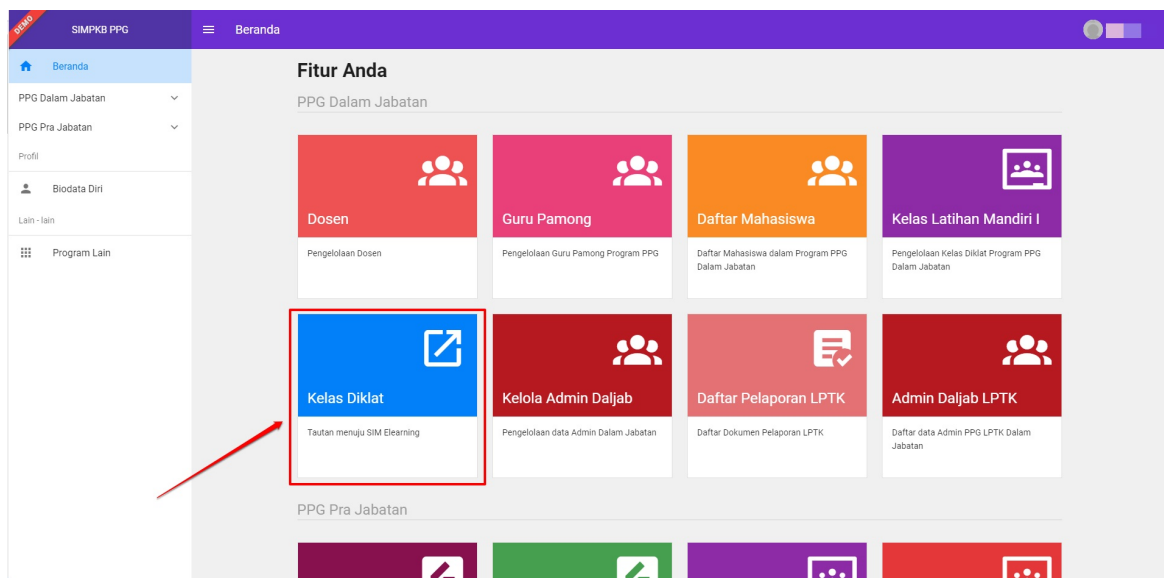 DEMO
SIMPKB PPG
Beranda
Beranda
PPG Dalam Jabatan
PPG Pra Jabatan
Profil
Biodata Diri
Lain - lain
Program Lain
Fitur Anda
PPG Dalam Jabatan
Dosen
Pengelolaan Dosen
Guru Pamong
Pengelolaan Guru Pamong Program PPG
Daftar Mahasiswa
Daftar Mahasiswa dalam Program PPG
Dalam Jabatan
Kelas Latihan Mandiri I
Pengelolaan Kelas Diklat Program PPG
Dalam Jabatan
Kelas Diklat
Tautan menuju SIM Elearning
Kelola Admin Daljab
Pengelolaan data Admin Dalam Jabatan
Daftar Pelaporan LPTK
Daftar Dokumen Pelaporan LPTK
Admin Daljab LPTK
Daftar data Admin PPG LPTK Dalam
Jabatan
PPG Pra Jabatan